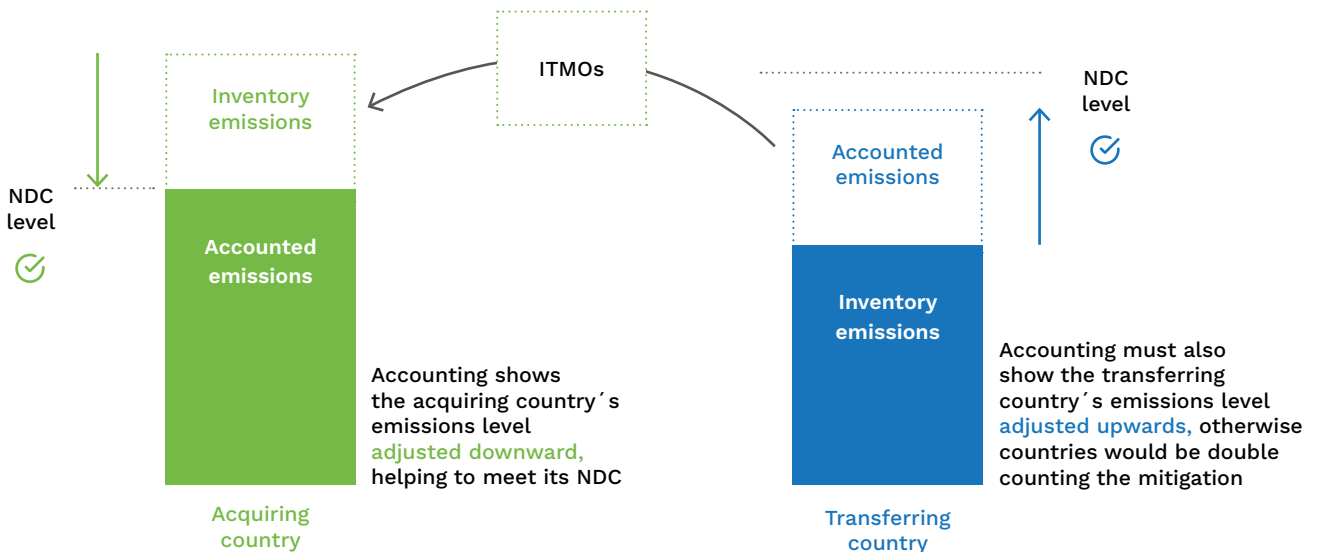 ITMOs
Inventory
emissions
NDC
level
Accounted
emissions
Accounting shows
the acquiring country´s
emissions level
adjusted downward,
helping to meet its NDC
Acquiring
country
NDC
level
Accounted
emissions
Inventory
emissions
Accounting must also
show the transferring
country´s emissions level
adjusted upwards, otherwise
countries would be double
counting the mitigation
Transferring
country